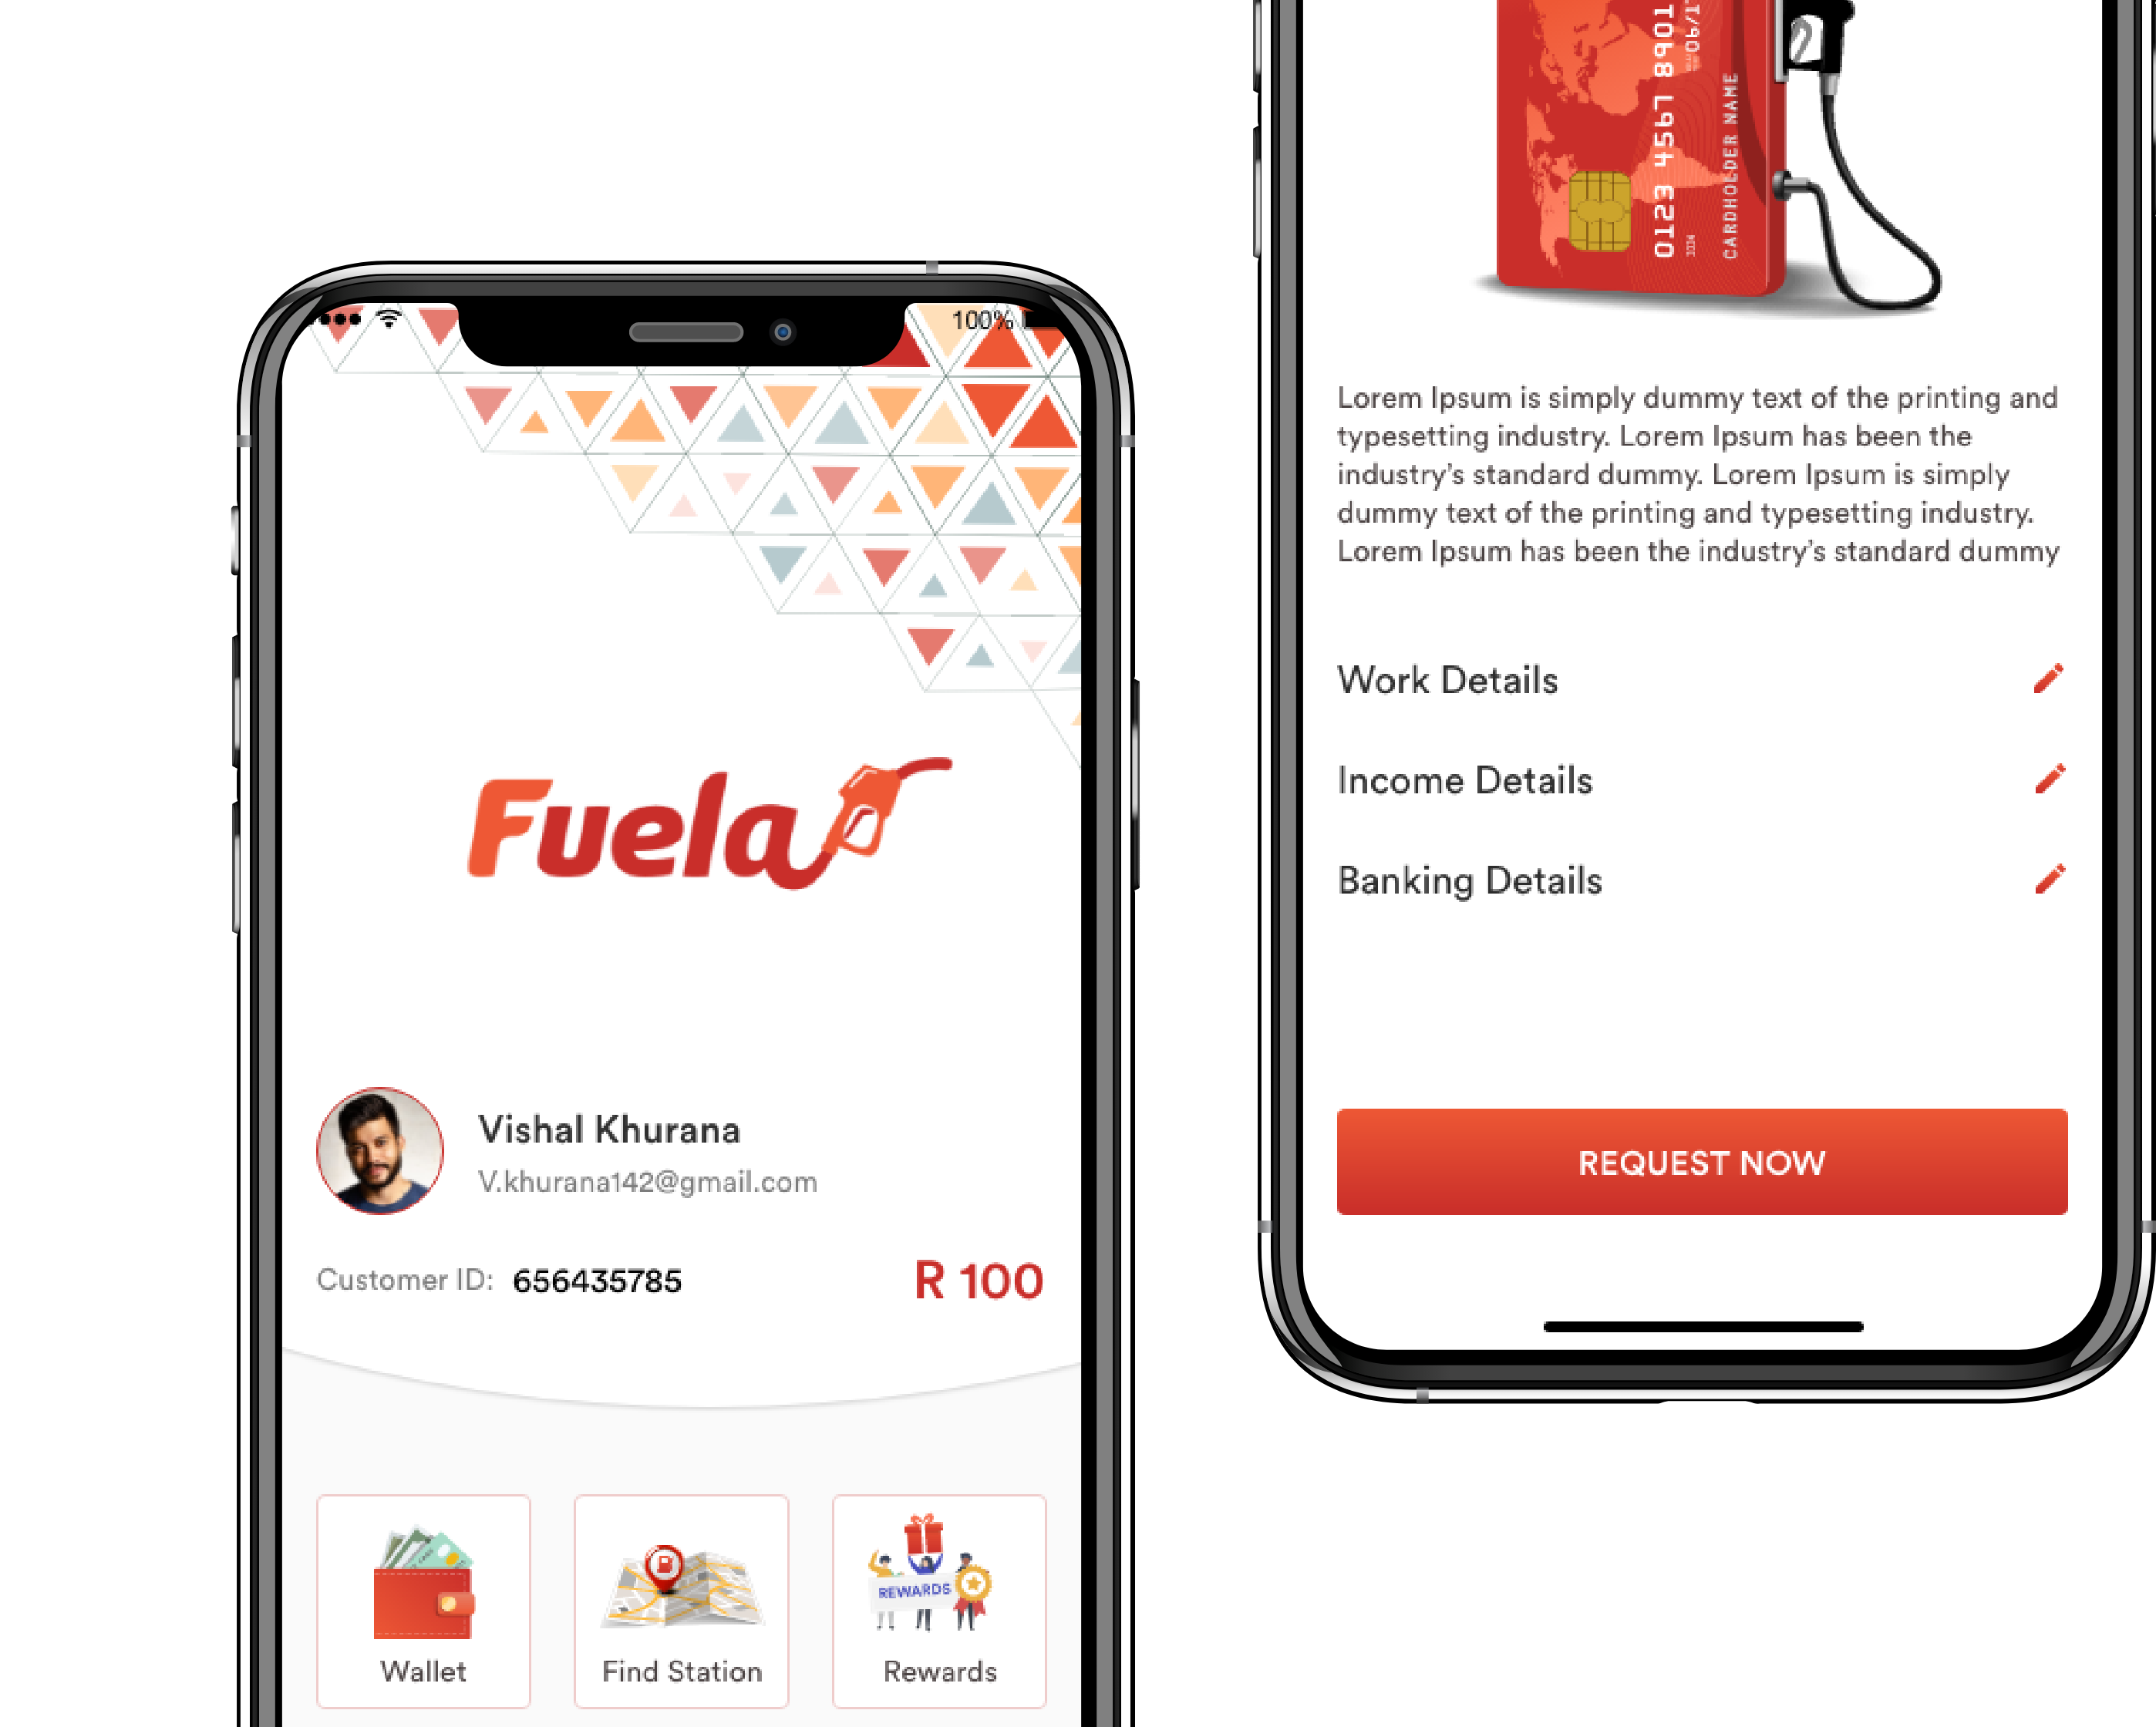 100%
Fuela
Vishal Khurana
V.khurana142@gmail.com
Customer ID: 656435785
R 100
Wallet
Find Station
REWARDS
Rewards
0123 4567 8901
06/1
CARDHOLDER NAME
Lorem Ipsum is simply dummy text of the printing and
typesetting industry. Lorem Ipsum has been the
industry’s standard dummy. Lorem Ipsum is simply
dummy text of the printing and typesetting industry.
Lorem Ipsum has been the industry’s standard dummy
Work Details
Income Details
Banking Details
REQUEST NOW